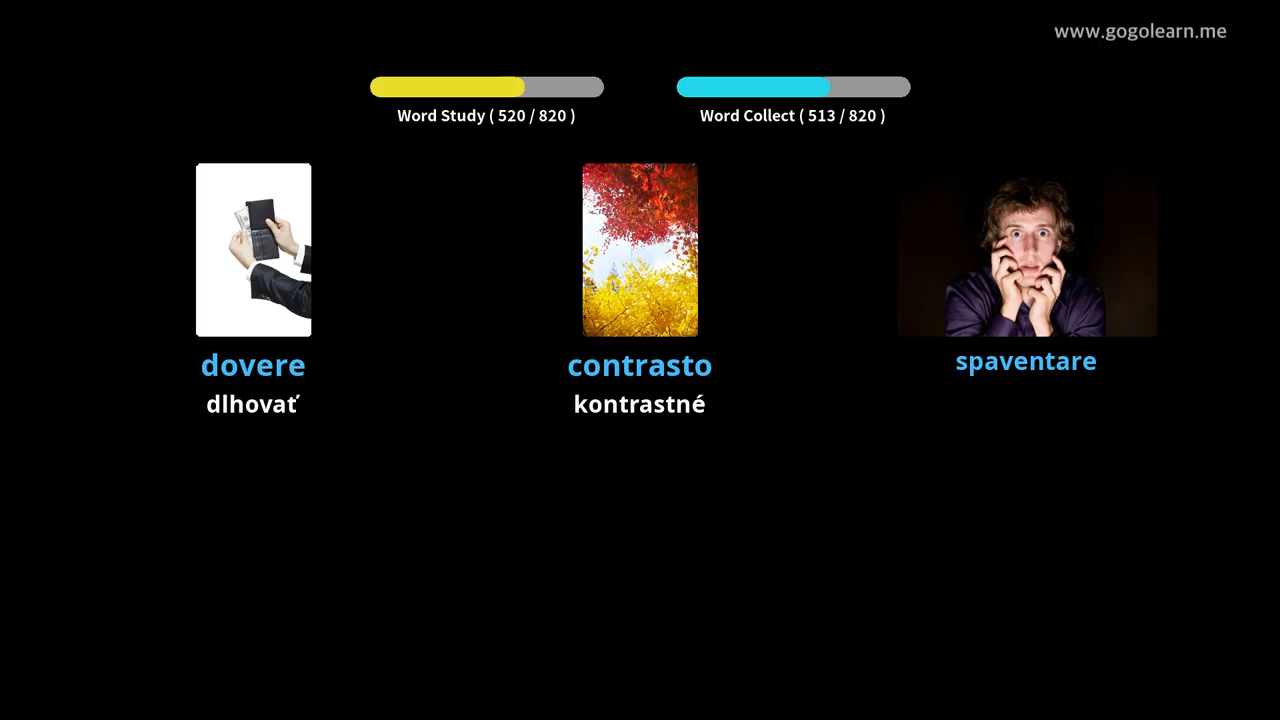 www.gogolearn.me
Word Study ( 520 / 820 )
Word Collect ( 513 / 820 )
dovere
dlhovať
contrasto
kontrastné
spaventare